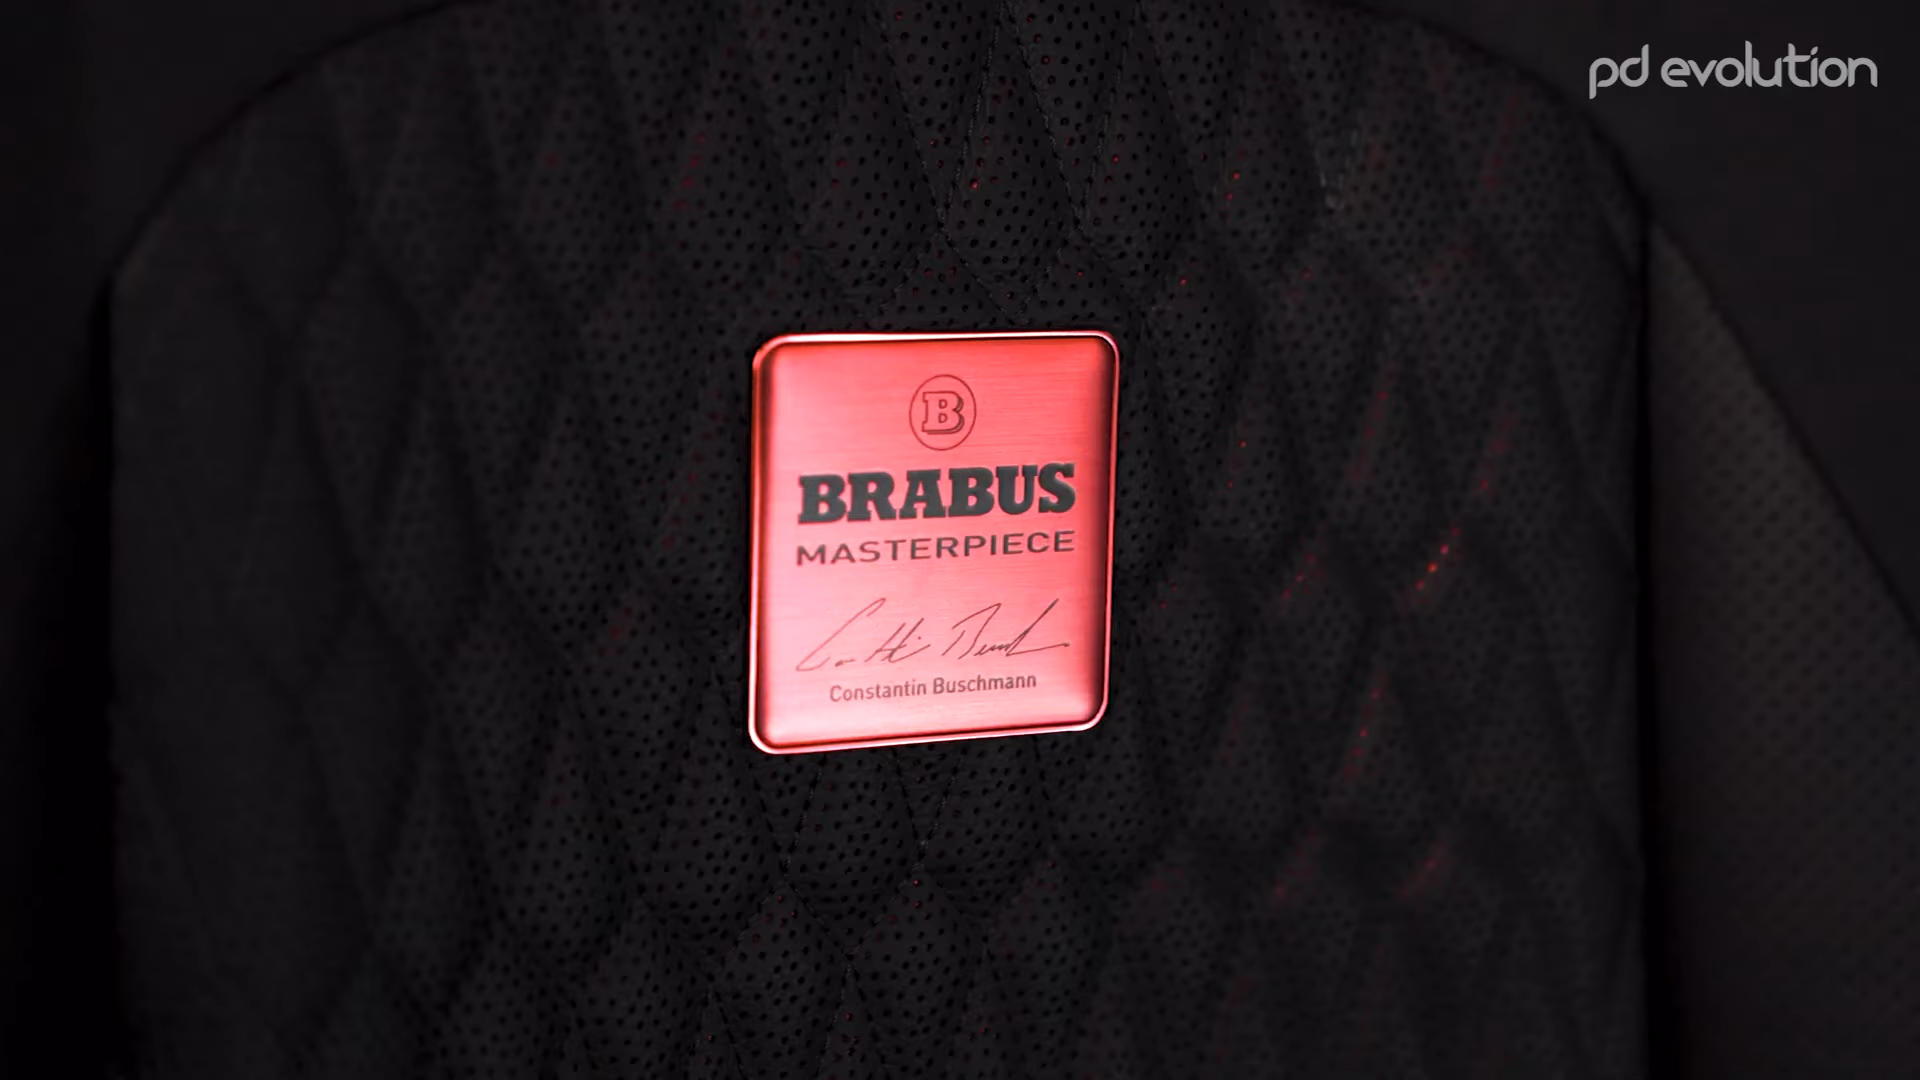 pd evolution
B
BRABUS
MASTERPIECE
Constantin Buschmann